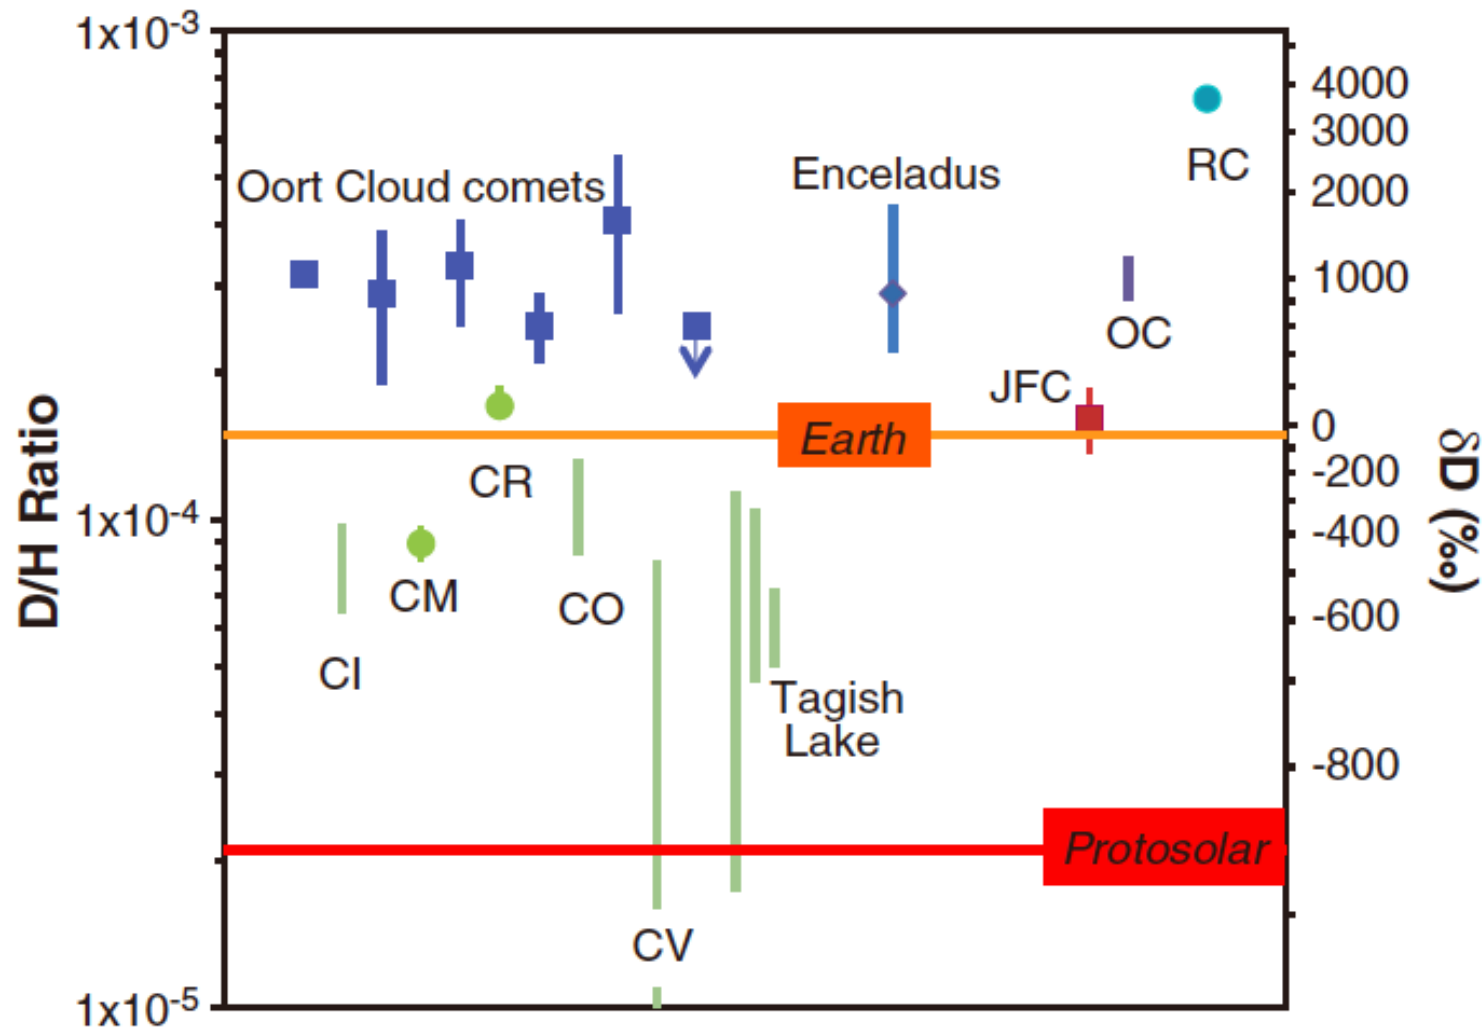 1x10-3
4000
3000
RC
Enceladus
Oort Cloud comets
2000
1000
OC
JFC
0
Earth
CR
-200
1x10-4
-400
CM
CO
-600
CI
Tagish
Lake
-800
Protosolar
CV
1x10-5
D/H Ratio
δD (‰)